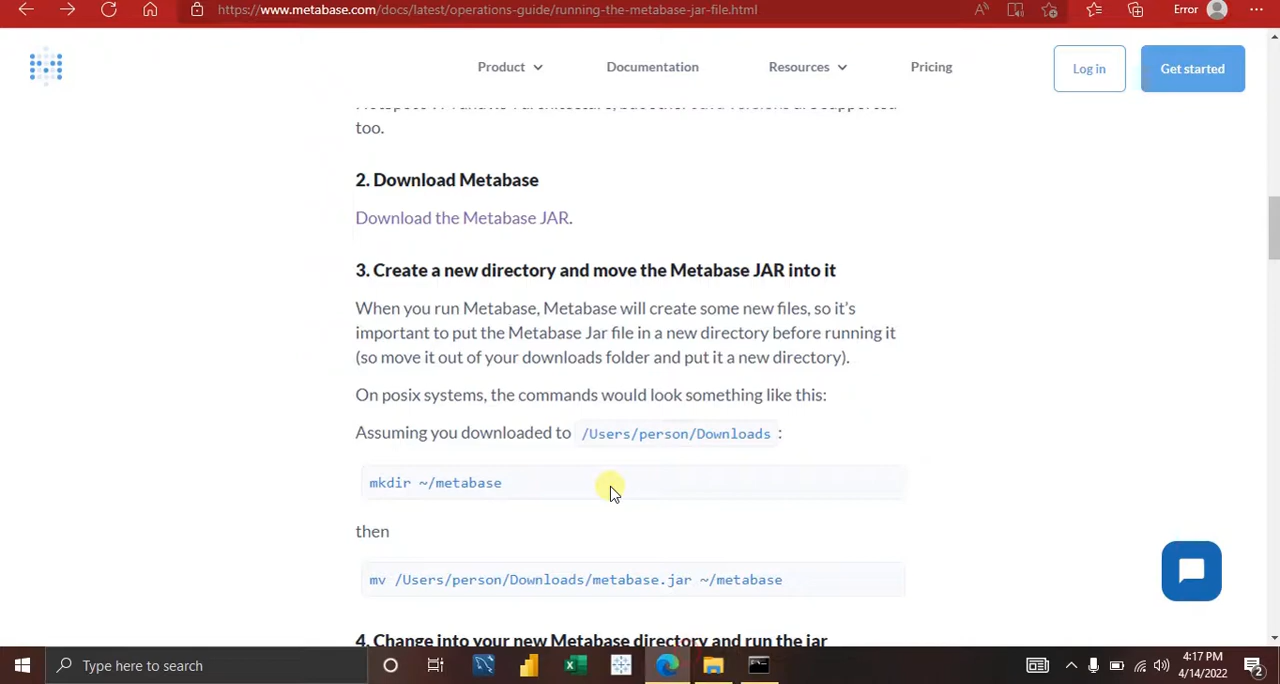 https://www.metabase.com/docs/latest/operations-guide/running-the-metabase-jar-file.html
Error
Product
Documentation
Resources
Pricing
Log in
Get started
too.
2. Download Metabase
Download the Metabase JAR.
3. Create a new directory and move the Metabase JAR into it
When you run Metabase, Metabase will create some new files, so it's
important to put the Metabase Jar file in a new directory before running it
(so move it out of your downloads folder and put it a new directory).
On posix systems, the commands would look something like this:
Assuming you downloaded to /Users/person/Downloads :
mkdir ~/metabase
then
mv /Users/person/Downloads/metabase.jar ~/metabase
4. Change into your new Metabase directory and run the jar
Type here to search
4:17 PM
4/14/2022
2